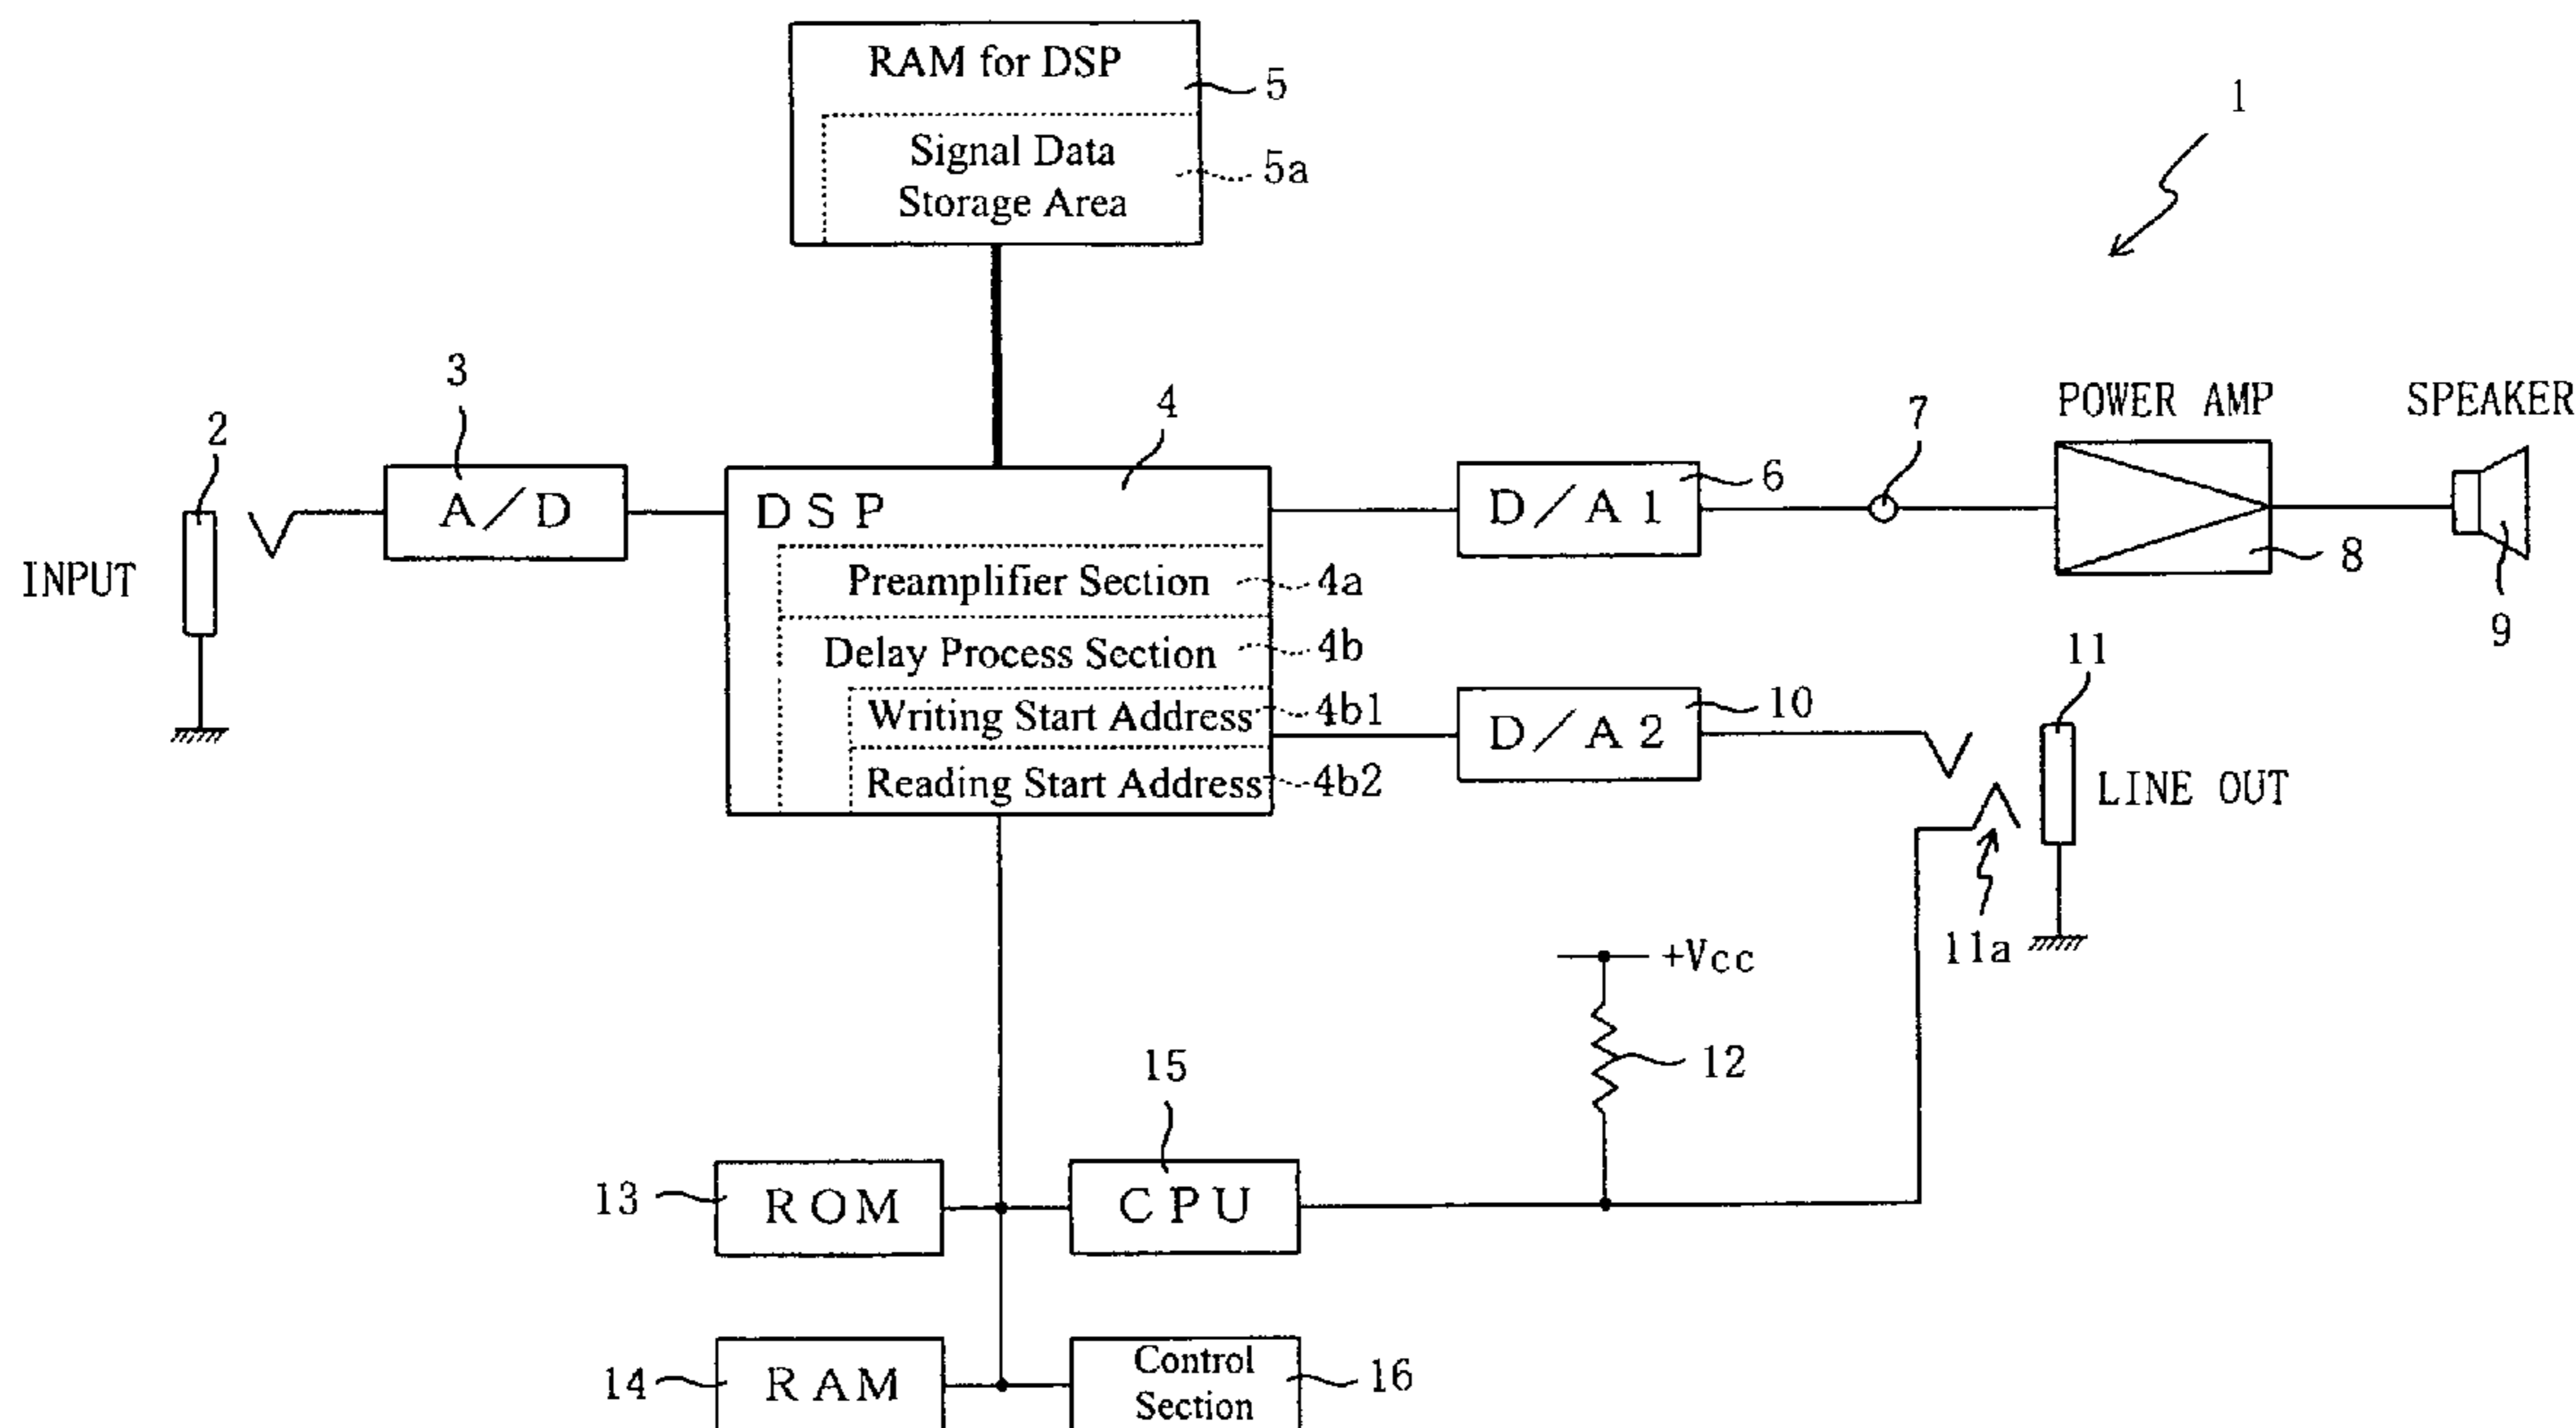 RAM for DSP
5
Signal Data
Storage Area
5a
1
2
INPUT
3
A/D
4
DSP
Preamplifier Section
4a
Delay Process Section
4b
Writing Start Address
4b1
Reading Start Address
4b2
D/A1
6
7
POWER AMP
8
SPEAKER
9
D/A2
10
11
LINE OUT
11a
+Vcc
12
13
ROM
15
CPU
14
RAM
Control
Section
16